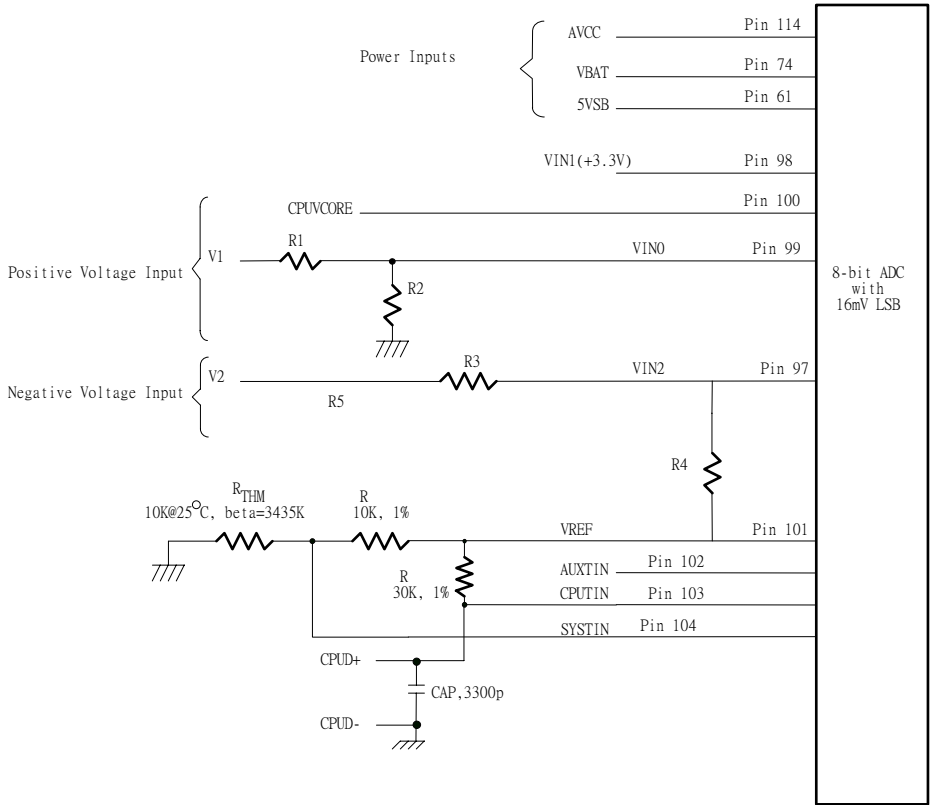 Power Inputs
AVCC
Pin 114
VBAT
Pin 74
5VSB
Pin 61
VIN1(+3.3V)
Pin 98
CPUVCORE
Pin 100
Positive Voltage Input
V1
R1
R2
VIN0
Pin 99
8-bit ADC
with
16mV LSB
Negative Voltage Input
V2
R5
R3
VIN2
Pin 97
R4
RTHM
10K@25°C, beta=3435K
R
10K, 1%
VREF
Pin 101
R
30K, 1%
AUXTIN
Pin 102
CPUTIN
Pin 103
SYSTIN
Pin 104
CPUD+
CAP,3300p
CPUD-